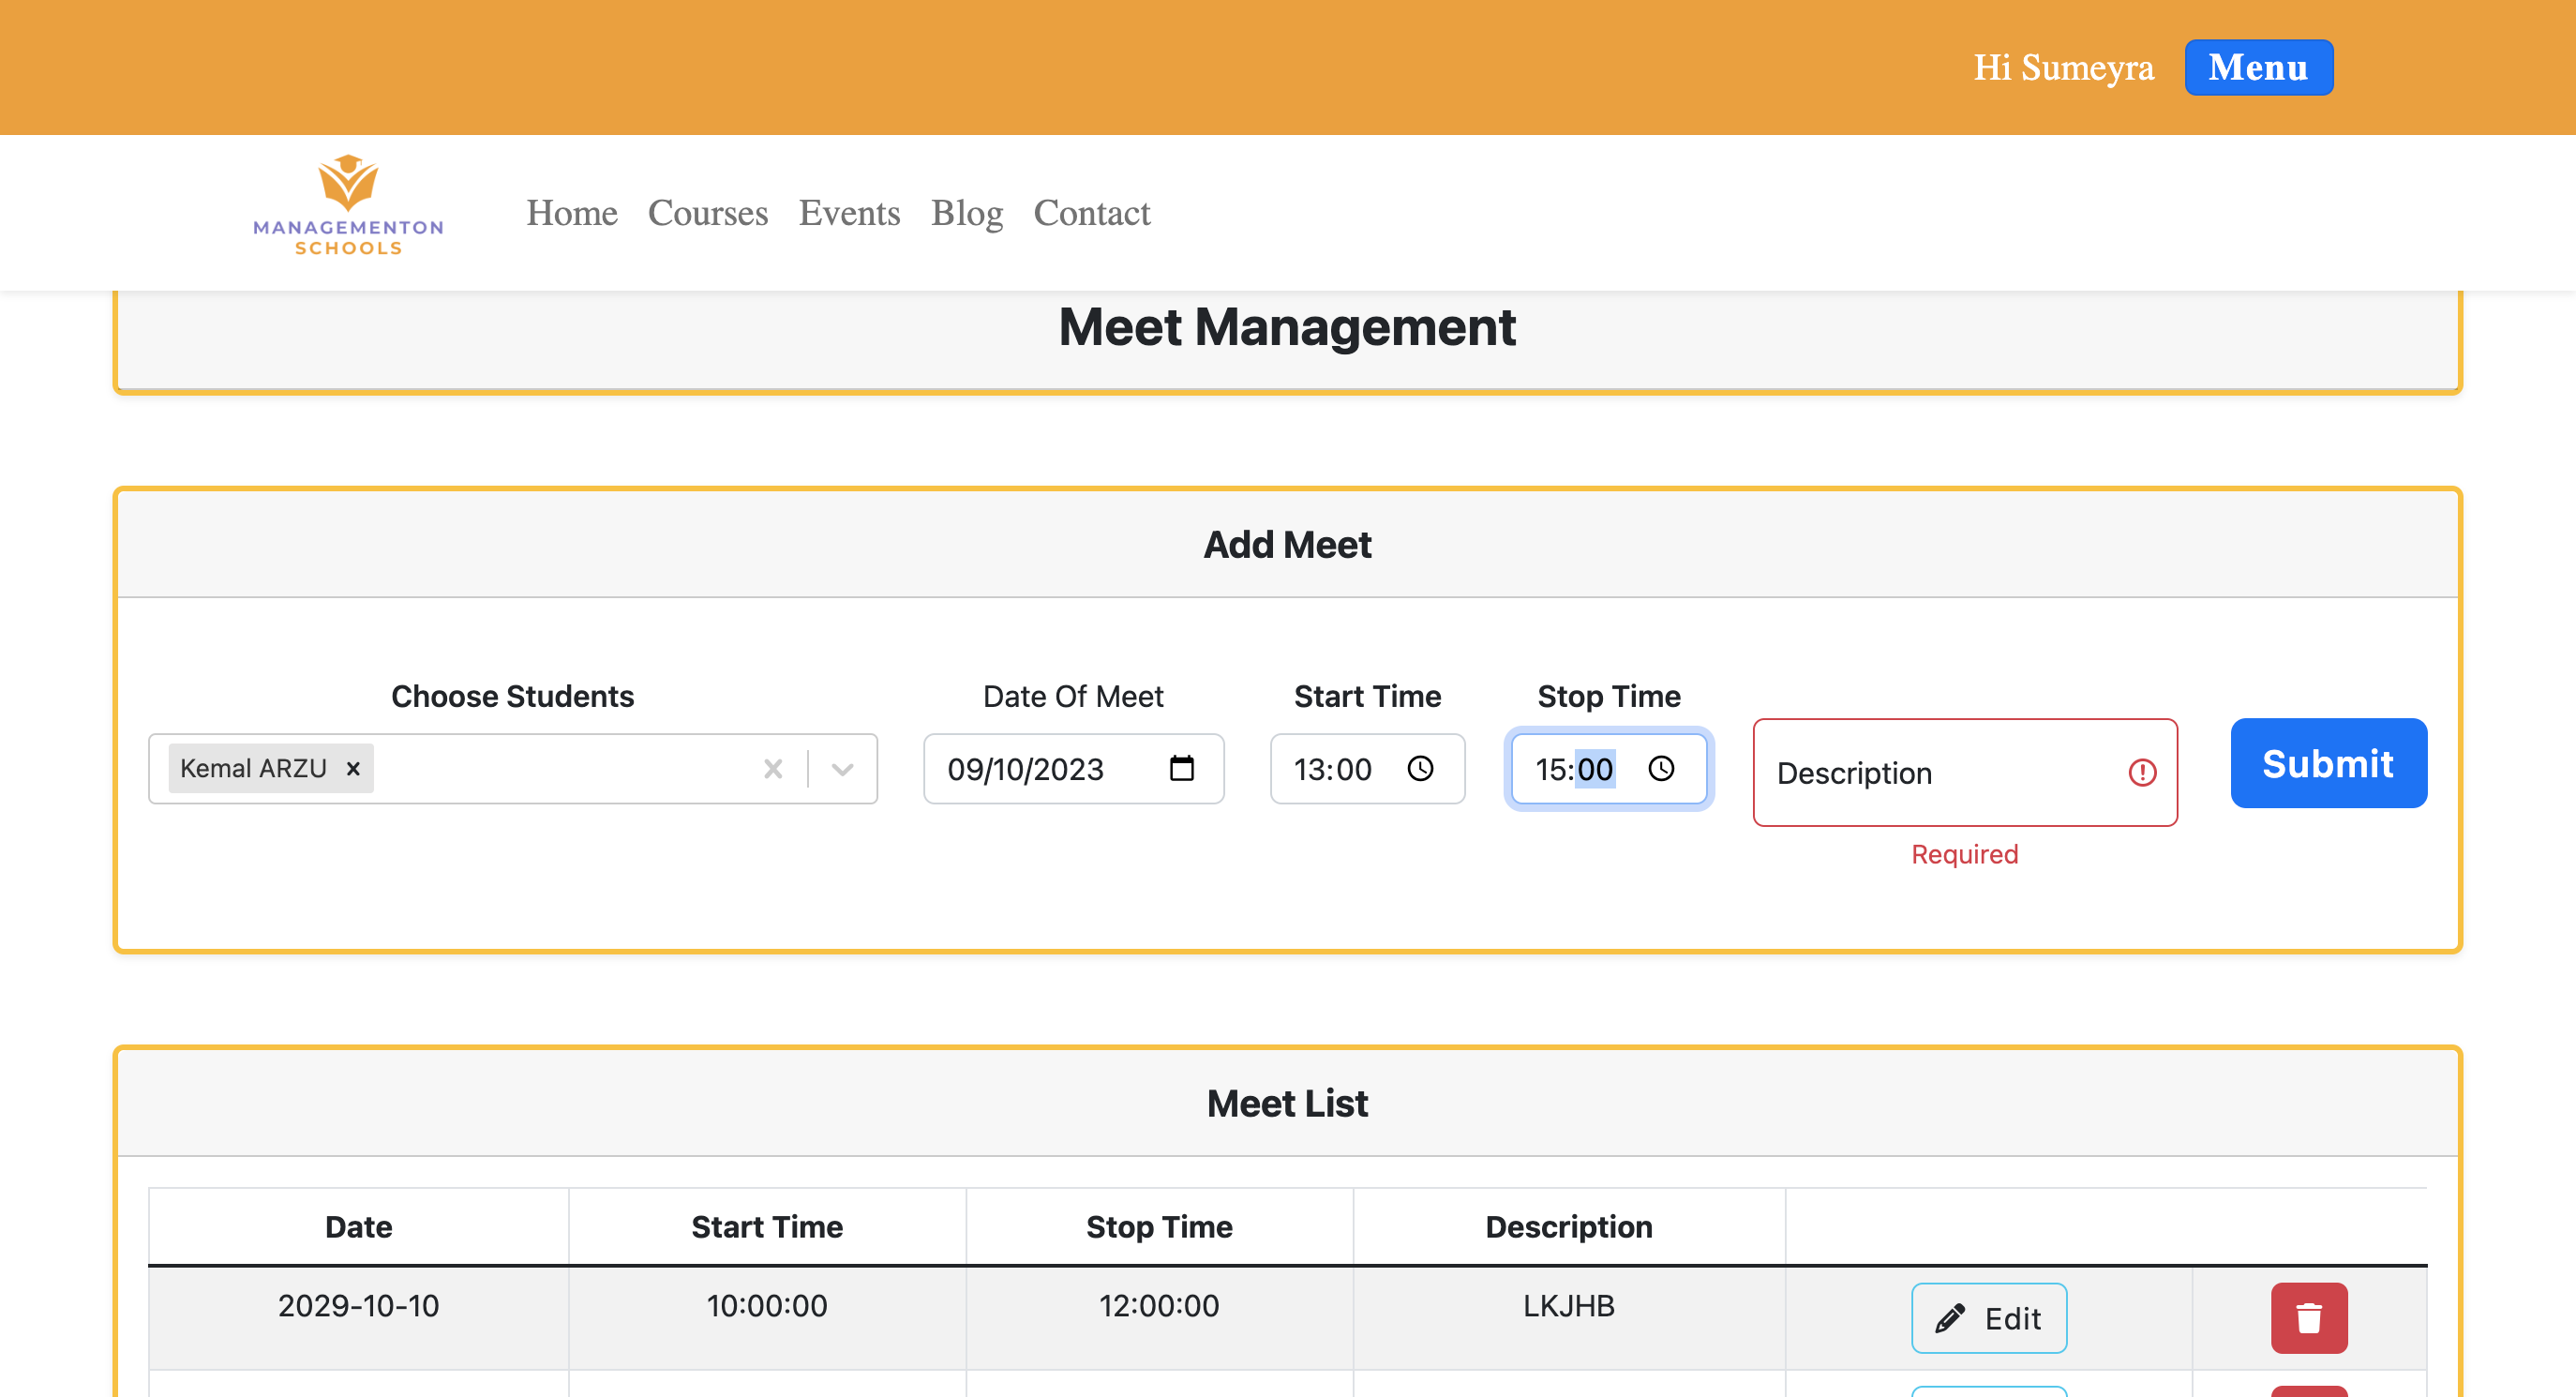 Hi Sumeyra Menu
MANAGEMENTON
SCHOOLS
Home Courses Events Blog Contact
Meet Management
Add Meet
Choose Students Date Of Meet Start Time Stop Time
Kemal ARZU 09/10/2023 13:00 15:00 Description Submit
Required
Meet List
Date Start Time Stop Time Description
2029-10-10 10:00:00 12:00:00 LKJHB Edit